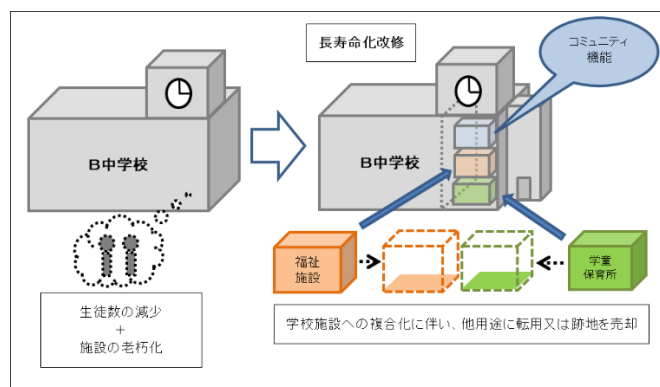 長寿命化改修
コミュニティ
機能
B中学校
B中学校
福祉
施設
学童
保育所
生徒数の減少
+
施設の老朽化
学校施設への複合化に伴い、他用途に転用又は跡地を売却